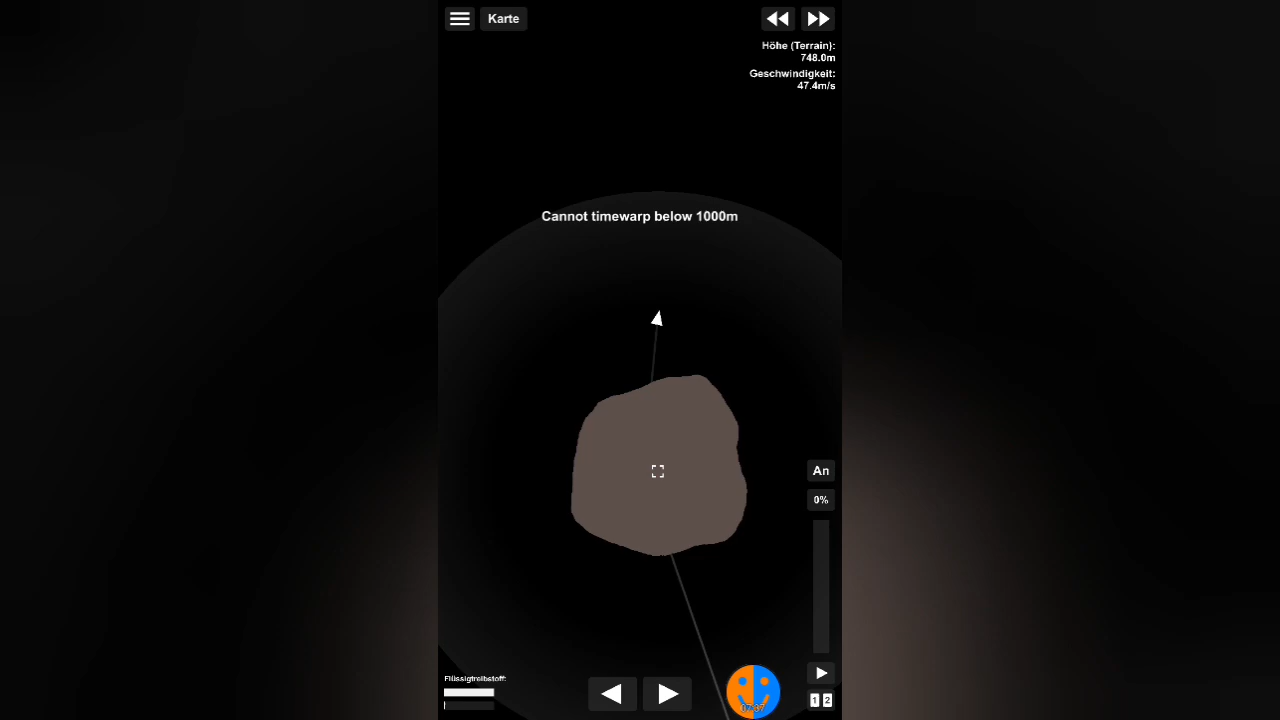 Karte
Höhe (Terrain):
748.0m
Geschwindigkeit:
47.4m/s
Cannot timewarp below 1000m
An
0%
Flüssigtreibstoff:
1 2